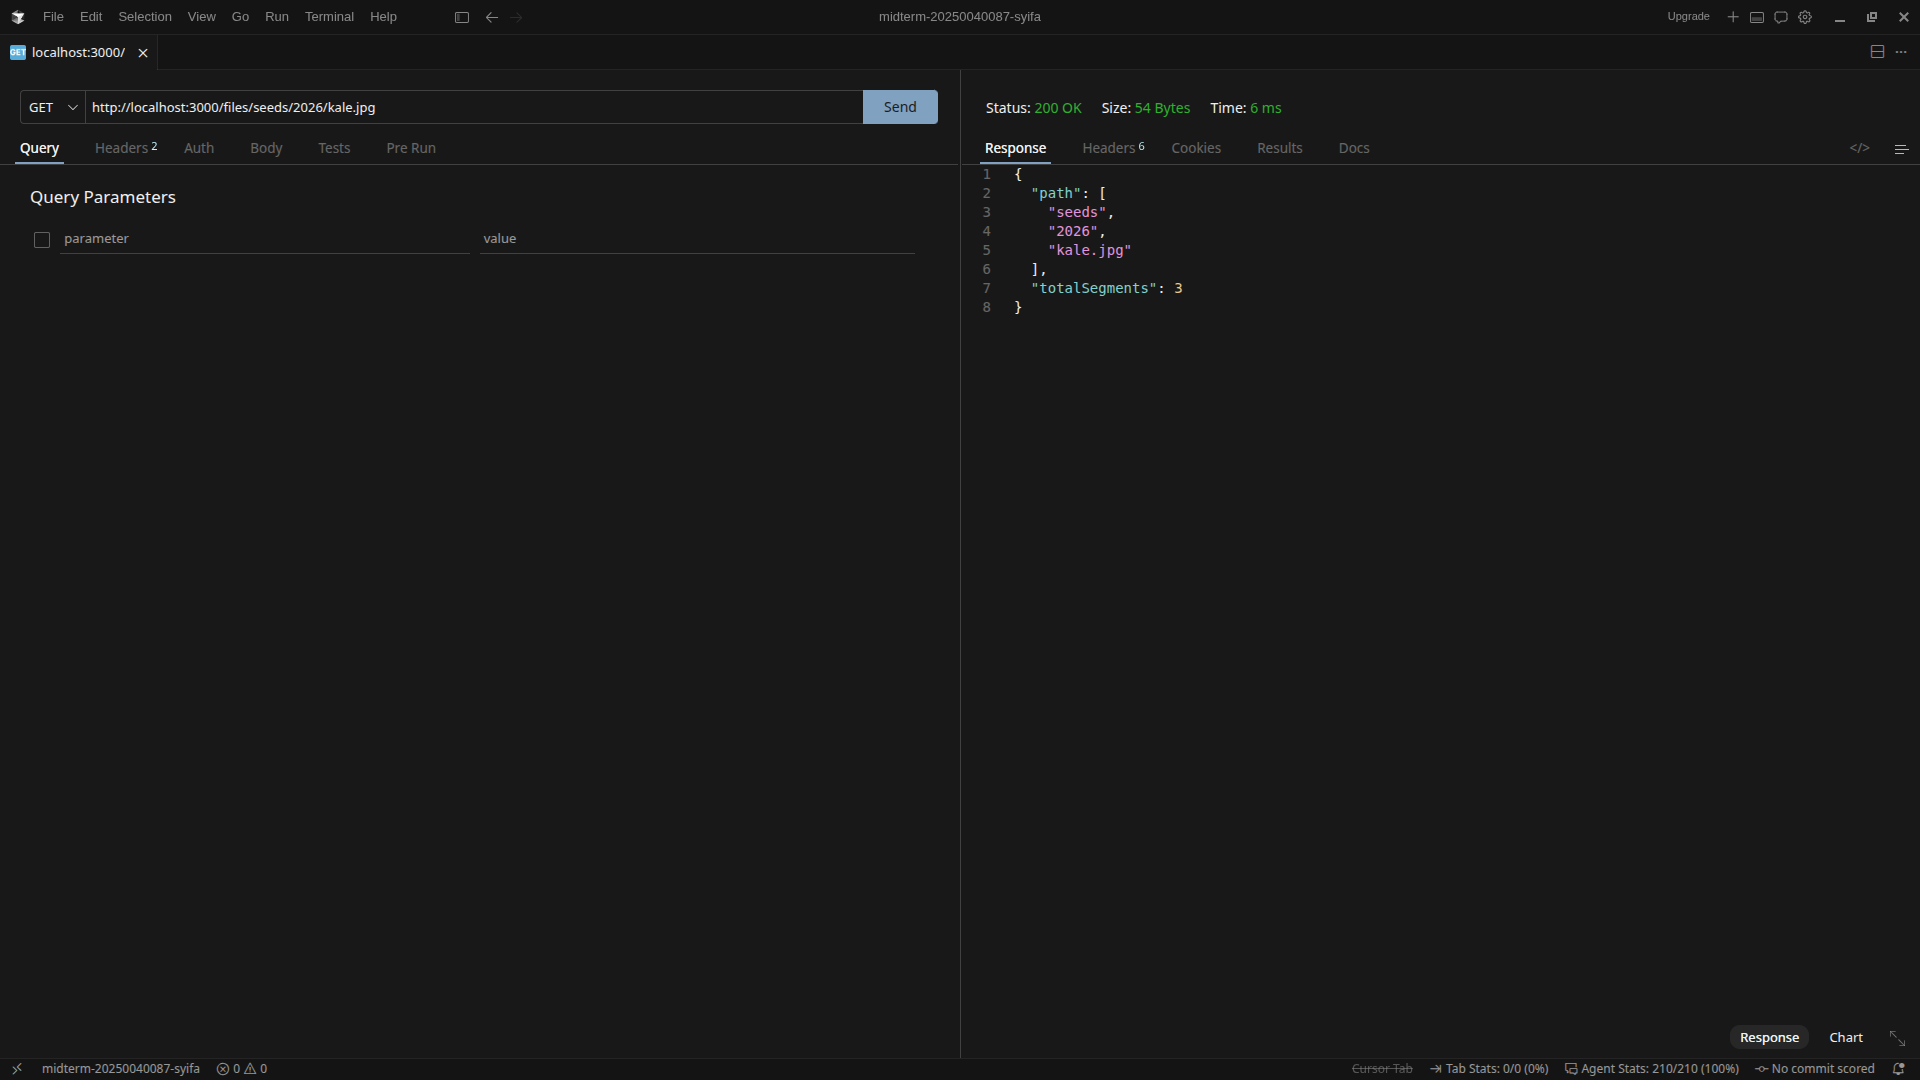 File Edit Selection View Go Run Terminal Help
midterm-20250040087-syifa
Upgrade
GET localhost:3000/
GET http://localhost:3000/files/seeds/2026/kale.jpg Send
Query Headers 2 Auth Body Tests Pre Run
Query Parameters
parameter value
Status: 200 OK Size: 54 Bytes Time: 6 ms
Response Headers 6 Cookies Results Docs </>
1 {
2 "path": [
3 "seeds",
4 "2026",
5 "kale.jpg"
6 ],
7 "totalSegments": 3
8 }
Response Chart
midterm-20250040087-syifa 0 0
Cursor Tab Tab Stats: 0/0 (0%) Agent Stats: 210/210 (100%) No commit scored